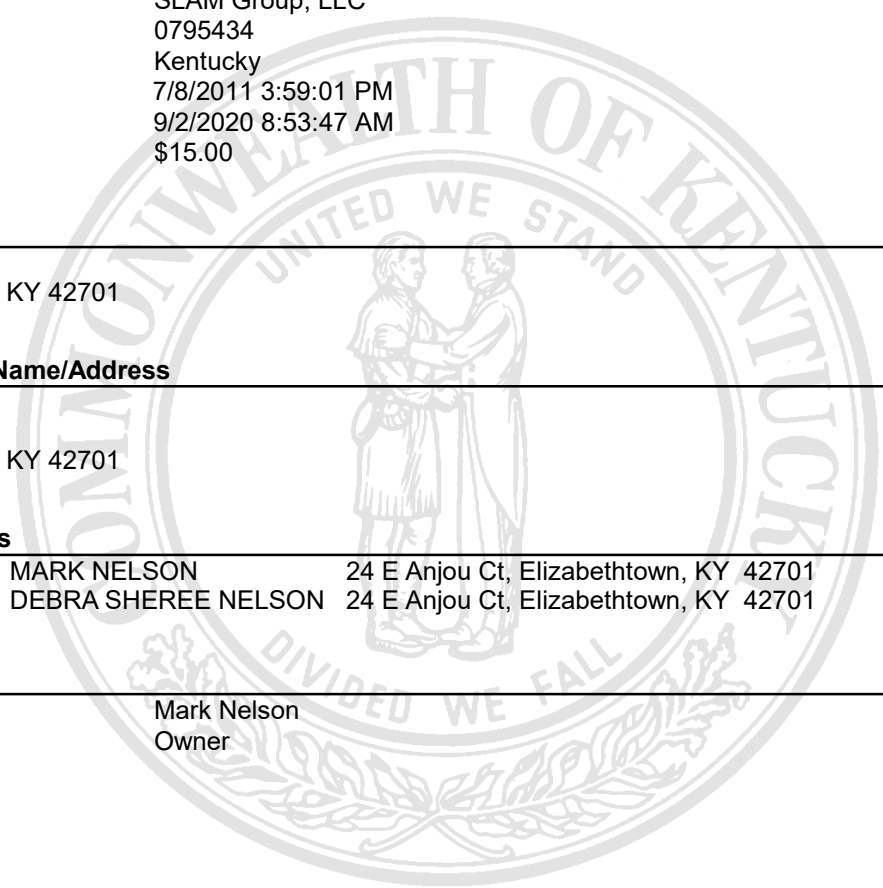 SLAM Group, LLC
0795434
Kentucky
7/8/2011 3:59:01 PM
9/2/2020 8:53:47 AM
$15.00
KY 42701
Name/Address
KY 42701
s
MARK NELSON 24 E Anjou Ct, Elizabethtown, KY 42701
DEBRA SHEREE NELSON 24 E Anjou Ct, Elizabethtown, KY 42701
Mark Nelson
Owner
COMMONWEALTH OF KENTUCKY
UNITED WE STAND
DIVIDED WE FALL